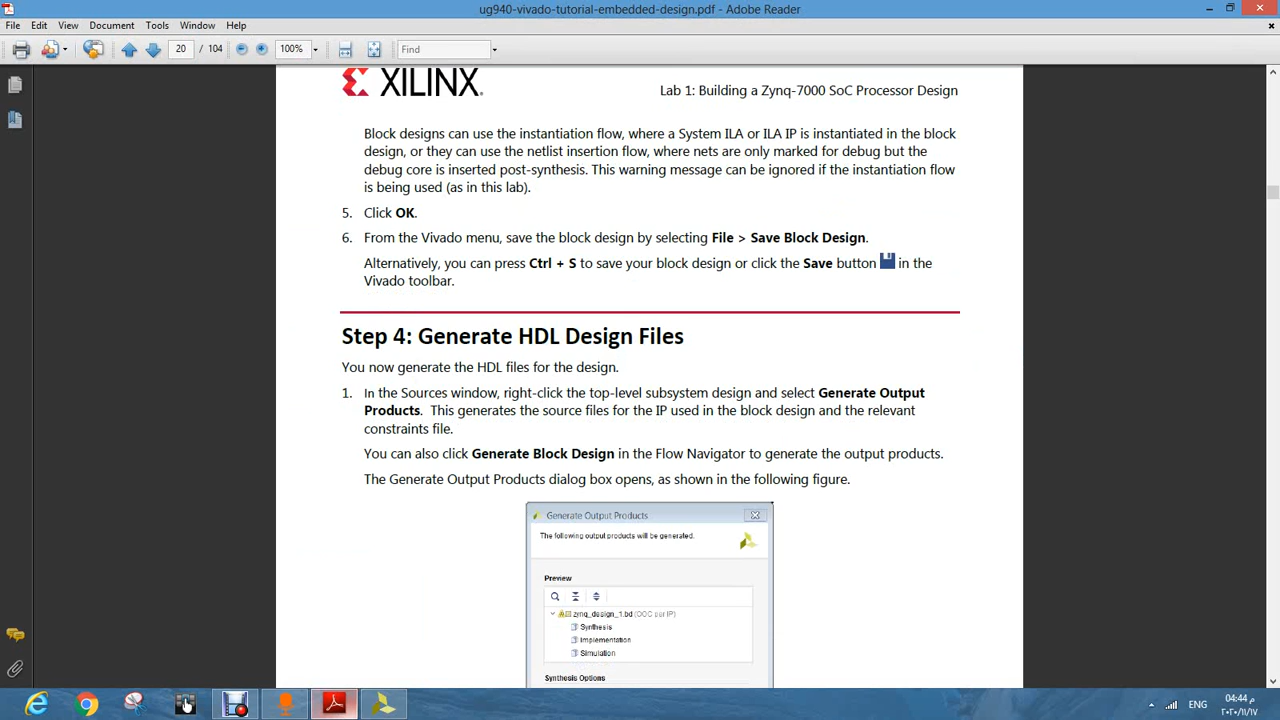 ug940-vivado-tutorial-embedded-design.pdf - Adobe Reader
File Edit View Document Tools Window Help
20 / 104 100% Find
XILINX
Lab 1: Building a Zynq-7000 SoC Processor Design
Block designs can use the instantiation flow, where a System ILA or ILA IP is instantiated in the block
design, or they can use the netlist insertion flow, where nets are only marked for debug but the
debug core is inserted post-synthesis. This warning message can be ignored if the instantiation flow
is being used (as in this lab).
5. Click OK.
6. From the Vivado menu, save the block design by selecting File > Save Block Design.
Alternatively, you can press Ctrl + S to save your block design or click the Save button in the
Vivado toolbar.
Step 4: Generate HDL Design Files
You now generate the HDL files for the design.
1. In the Sources window, right-click the top-level subsystem design and select Generate Output
Products. This generates the source files for the IP used in the block design and the relevant
constraints file.
You can also click Generate Block Design in the Flow Navigator to generate the output products.
The Generate Output Products dialog box opens, as shown in the following figure.
Generate Output Products
The following output products will be generated.
Preview
zynq_design_1.bd (OOC per IP)
Synthesis
Implementation
Simulation
Synthesis Options
ENG
04:44 م
٢٠٢٠/١١/١٧